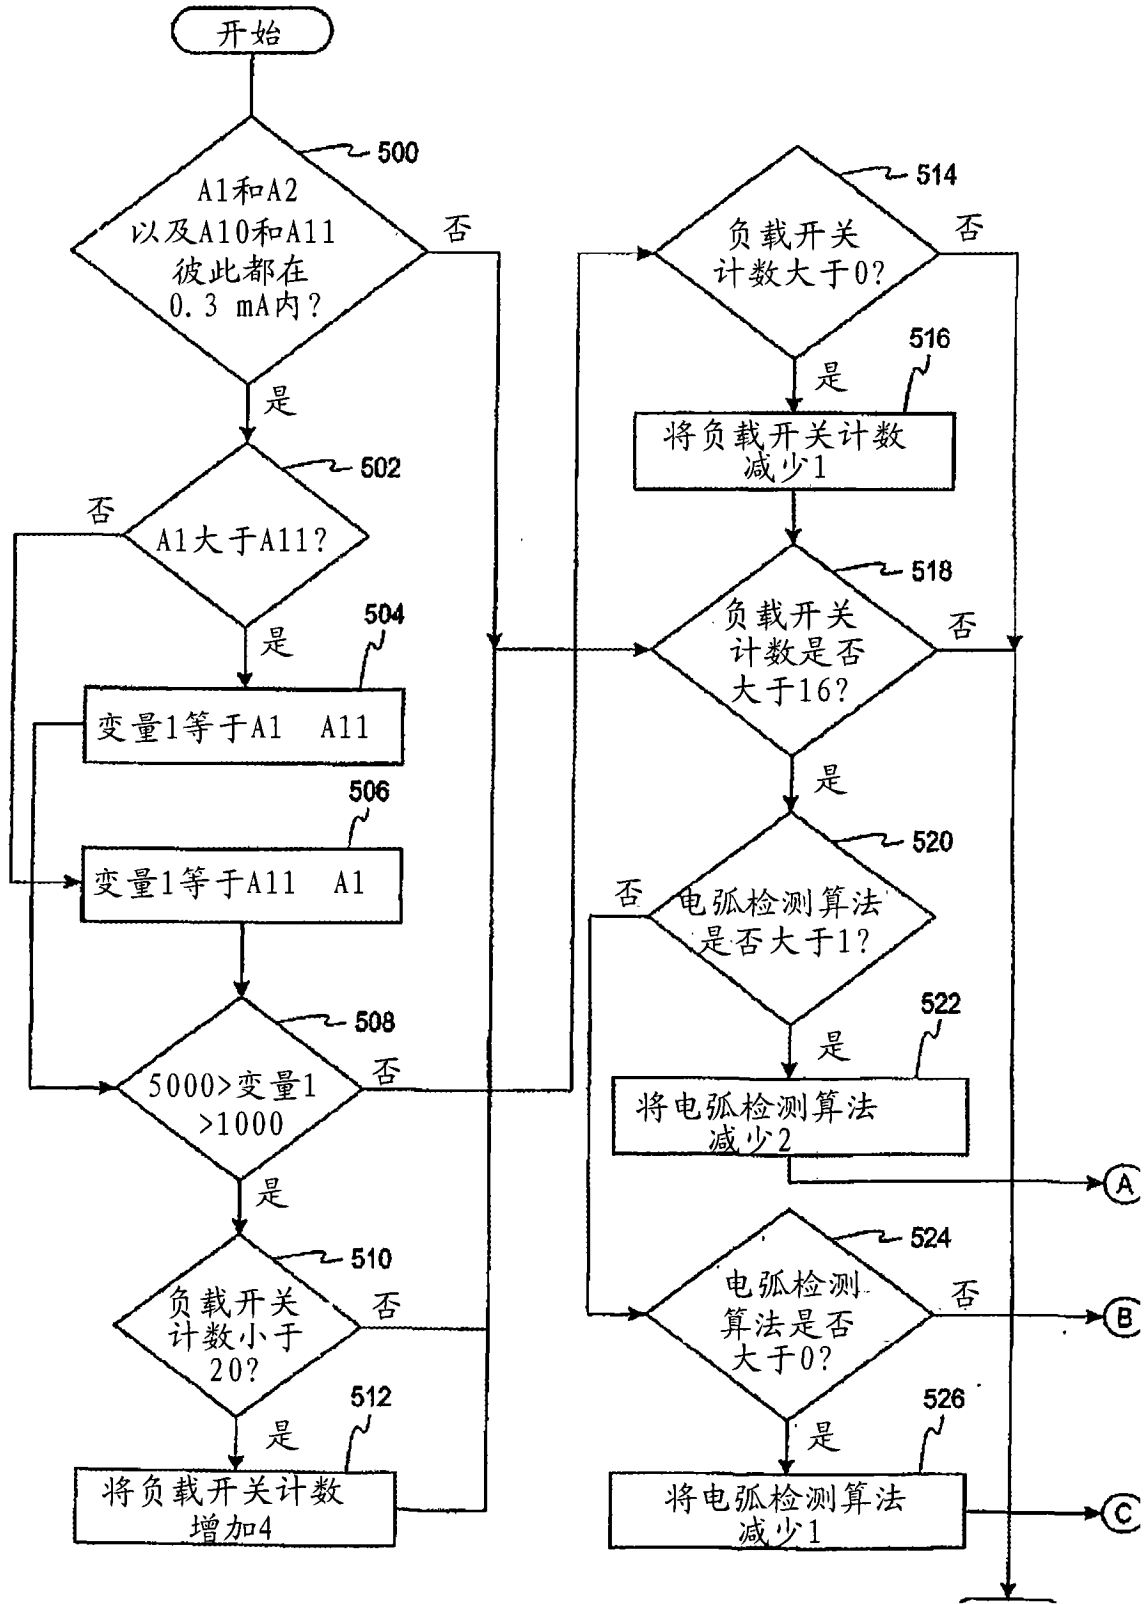 开始
500
A1和A2
以及A10和A11
彼此都在
0.3 mA内?
否
是
502
否
A1大于A11?
是
504
变量1等于A1 A11
506
变量1等于A11 A1
508
5000>变量1
>1000
否
是
510
负载开关
计数小于
20?
否
是
512
将负载开关计数
增加4
514
负载开关
计数大于0?
否
是
516
将负载开关计数
减少1
518
负载开关
计数是否
大于16?
否
是
520
否
电弧检测算法
是否大于1?
是
522
将电弧检测算法
减少2
A
524
电弧检测
算法是否
大于0?
否
B
是
526
将电弧检测算法
减少1
C